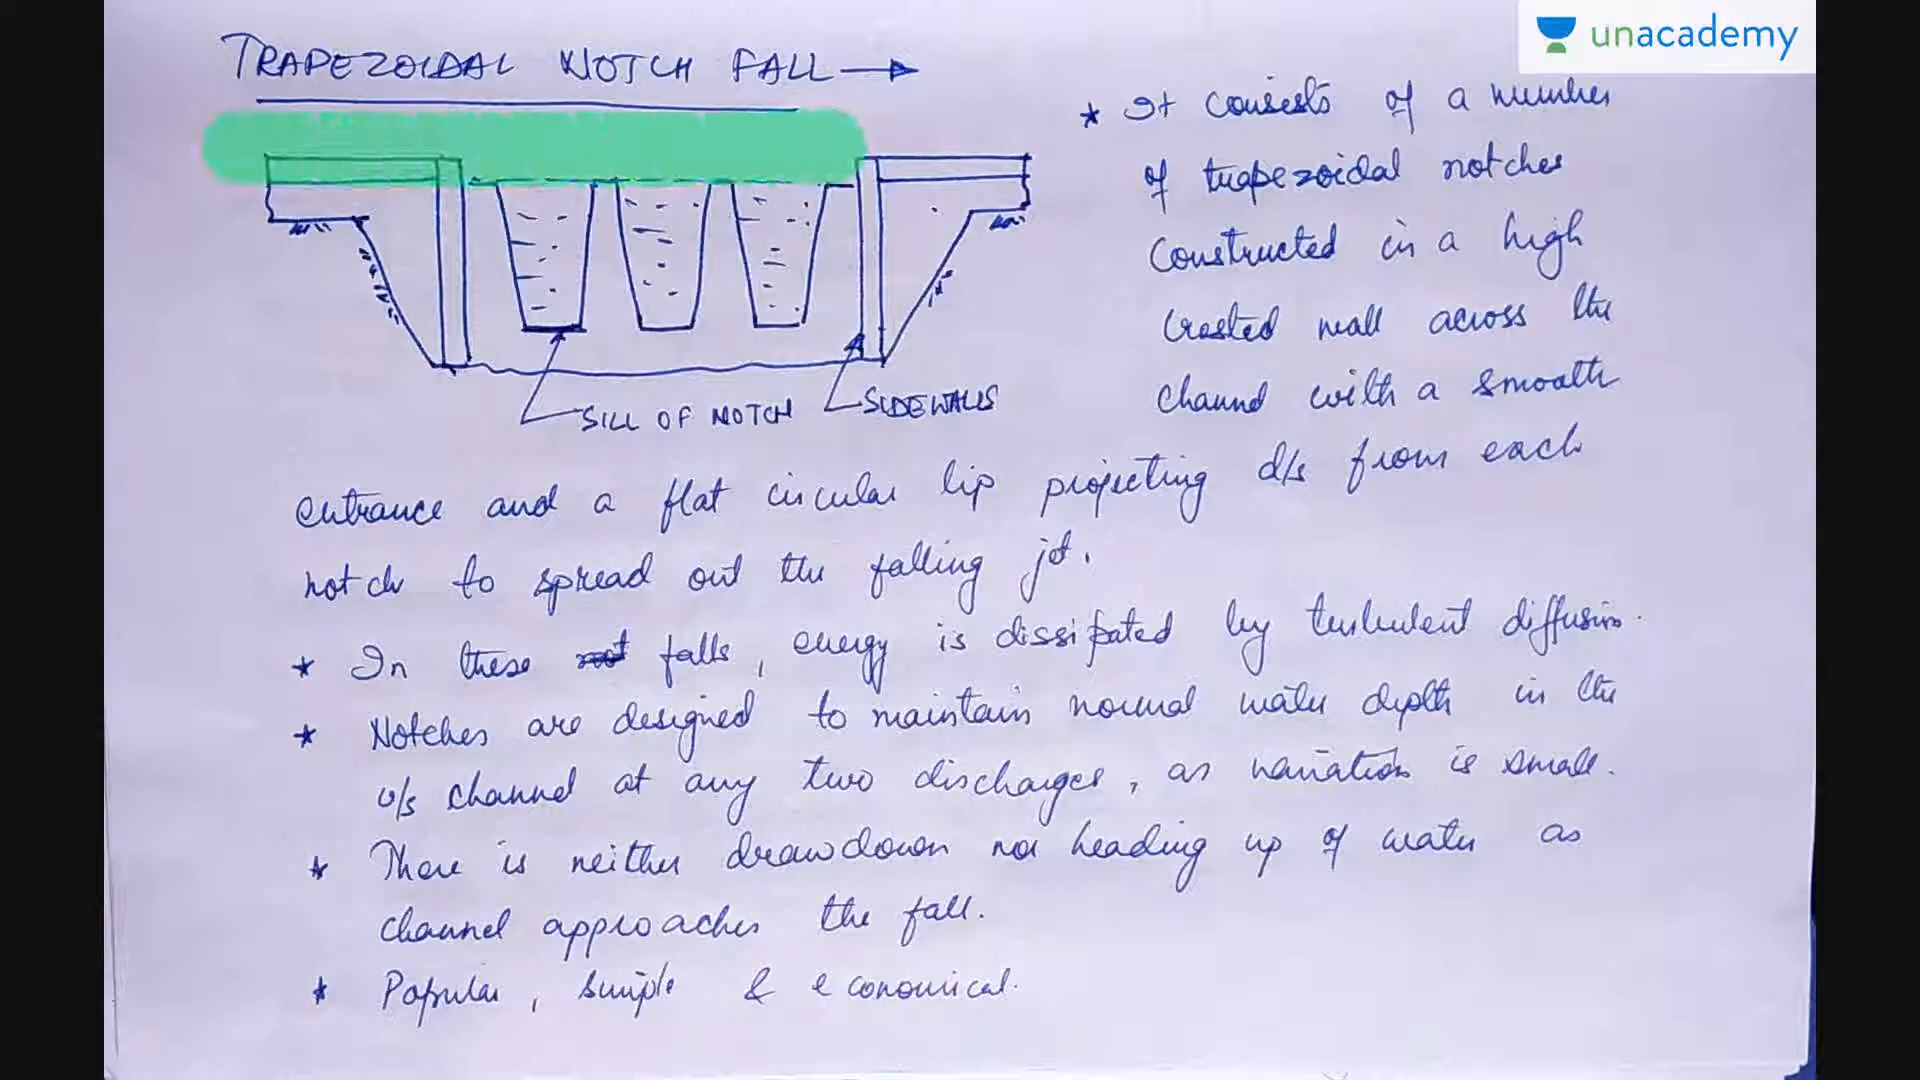 TRAPEZOIDAL NOTCH FALL →
unacademy
* It consists of a number
of trapezoidal notches
constructed in a high
crested wall across the
channel with a smooth
SILL OF NOTCH
SIDEWALLS
entrance and a flat circular lip projecting d/s from each
notch to spread out the falling jet.
* In these falls, energy is dissipated by turbulent diffusion.
* Notches are designed to maintain normal water depth in the
u/s channel at any two discharges, as variation is small.
* There is neither drawdown nor heading up of water as
channel approaches the fall.
* Popular, simple & economical.